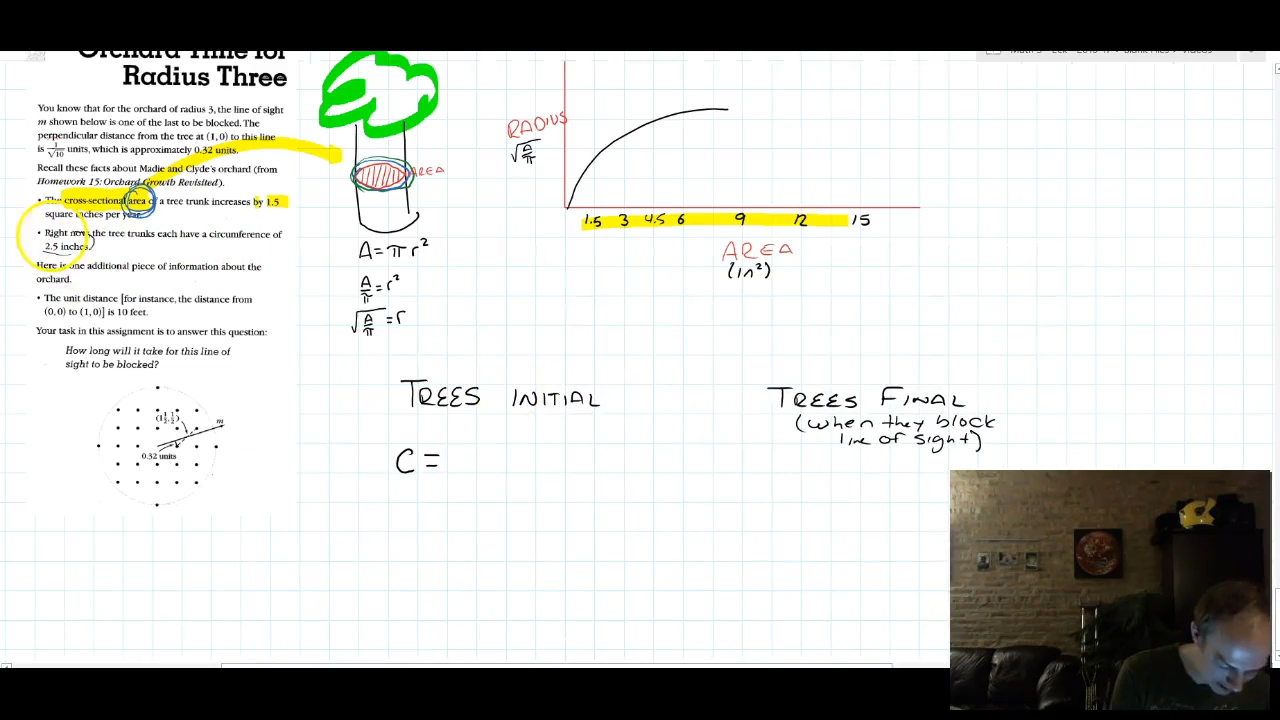 Orchard Time for
Radius Three
You know that for the orchard of radius 3, the line of sight
m shown below is one of the last to be blocked. The
perpendicular distance from the tree at (1, 0) to this line
is 1/√10 units, which is approximately 0.32 units.
Recall these facts about Madie and Clyde's orchard (from
Homework 15: Orchard Growth Revisited).
• The cross-sectional area of a tree trunk increases by 1.5
square inches per year.
• Right now, the tree trunks each have a circumference of
2.5 inches.
Here is one additional piece of information about the
orchard.
• The unit distance [for instance, the distance from
(0, 0) to (1, 0)] is 10 feet.
Your task in this assignment is to answer this question:
How long will it take for this line of
sight to be blocked?
(1 1/2, 1/2)
m
0.32 units
AREA
A = πr²
A/π = r²
√A/π = r
RADIUS
√A/π
1.5 3 4.5 6 9 12 15
AREA
(in²)
TREES INITIAL
C =
TREES FINAL
(when they block
line of sight)